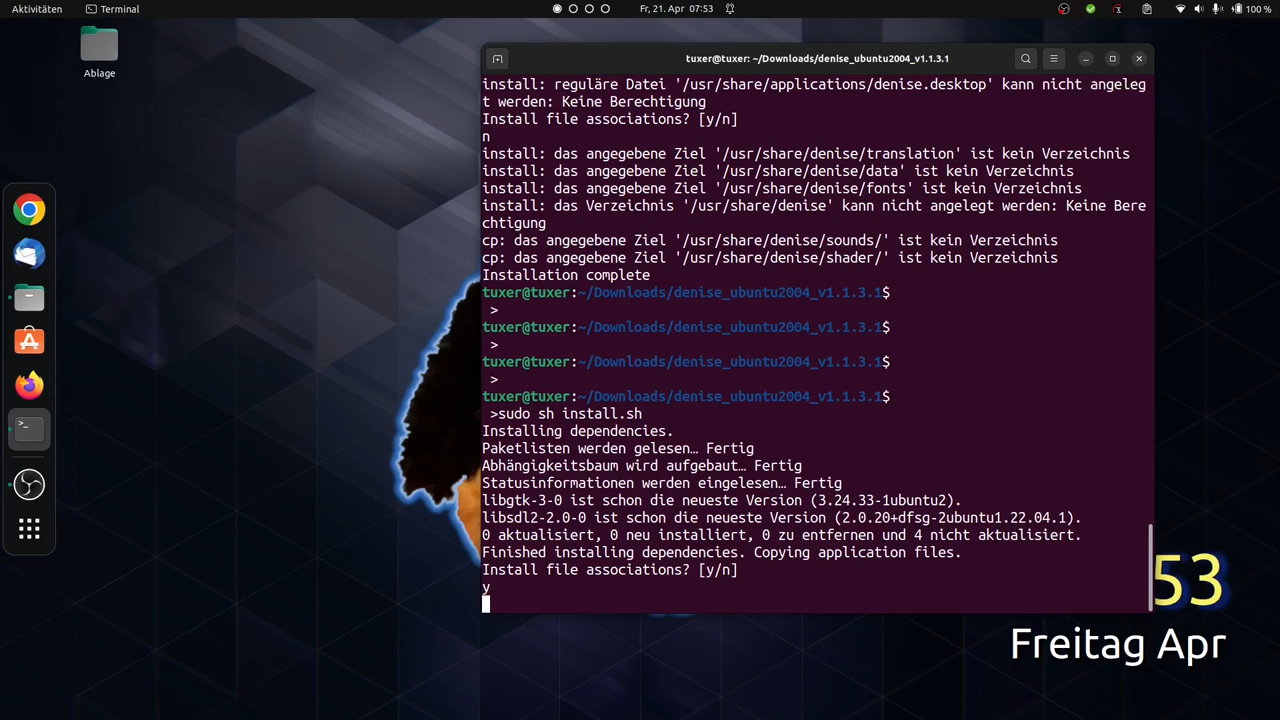 Aktivitäten
Terminal
Fr, 21. Apr 07:53
100 %
Ablage
tuxer@tuxer: ~/Downloads/denise_ubuntu2004_v1.1.3.1
install: reguläre Datei '/usr/share/applications/denise.desktop' kann nicht angeleg
t werden: Keine Berechtigung
Install file associations? [y/n]
n
install: das angegebene Ziel '/usr/share/denise/translation' ist kein Verzeichnis
install: das angegebene Ziel '/usr/share/denise/data' ist kein Verzeichnis
install: das angegebene Ziel '/usr/share/denise/fonts' ist kein Verzeichnis
install: das Verzeichnis '/usr/share/denise' kann nicht angelegt werden: Keine Bere
chtigung
cp: das angegebene Ziel '/usr/share/denise/sounds/' ist kein Verzeichnis
cp: das angegebene Ziel '/usr/share/denise/shader/' ist kein Verzeichnis
Installation complete
tuxer@tuxer:~/Downloads/denise_ubuntu2004_v1.1.3.1$
>
tuxer@tuxer:~/Downloads/denise_ubuntu2004_v1.1.3.1$
>
tuxer@tuxer:~/Downloads/denise_ubuntu2004_v1.1.3.1$
>
tuxer@tuxer:~/Downloads/denise_ubuntu2004_v1.1.3.1$
>sudo sh install.sh
Installing dependencies.
Paketlisten werden gelesen… Fertig
Abhängigkeitsbaum wird aufgebaut… Fertig
Statusinformationen werden eingelesen… Fertig
libgtk-3-0 ist schon die neueste Version (3.24.33-1ubuntu2).
libsdl2-2.0-0 ist schon die neueste Version (2.0.20+dfsg-2ubuntu1.22.04.1).
0 aktualisiert, 0 neu installiert, 0 zu entfernen und 4 nicht aktualisiert.
Finished installing dependencies. Copying application files.
Install file associations? [y/n]
y
53
Freitag Apr